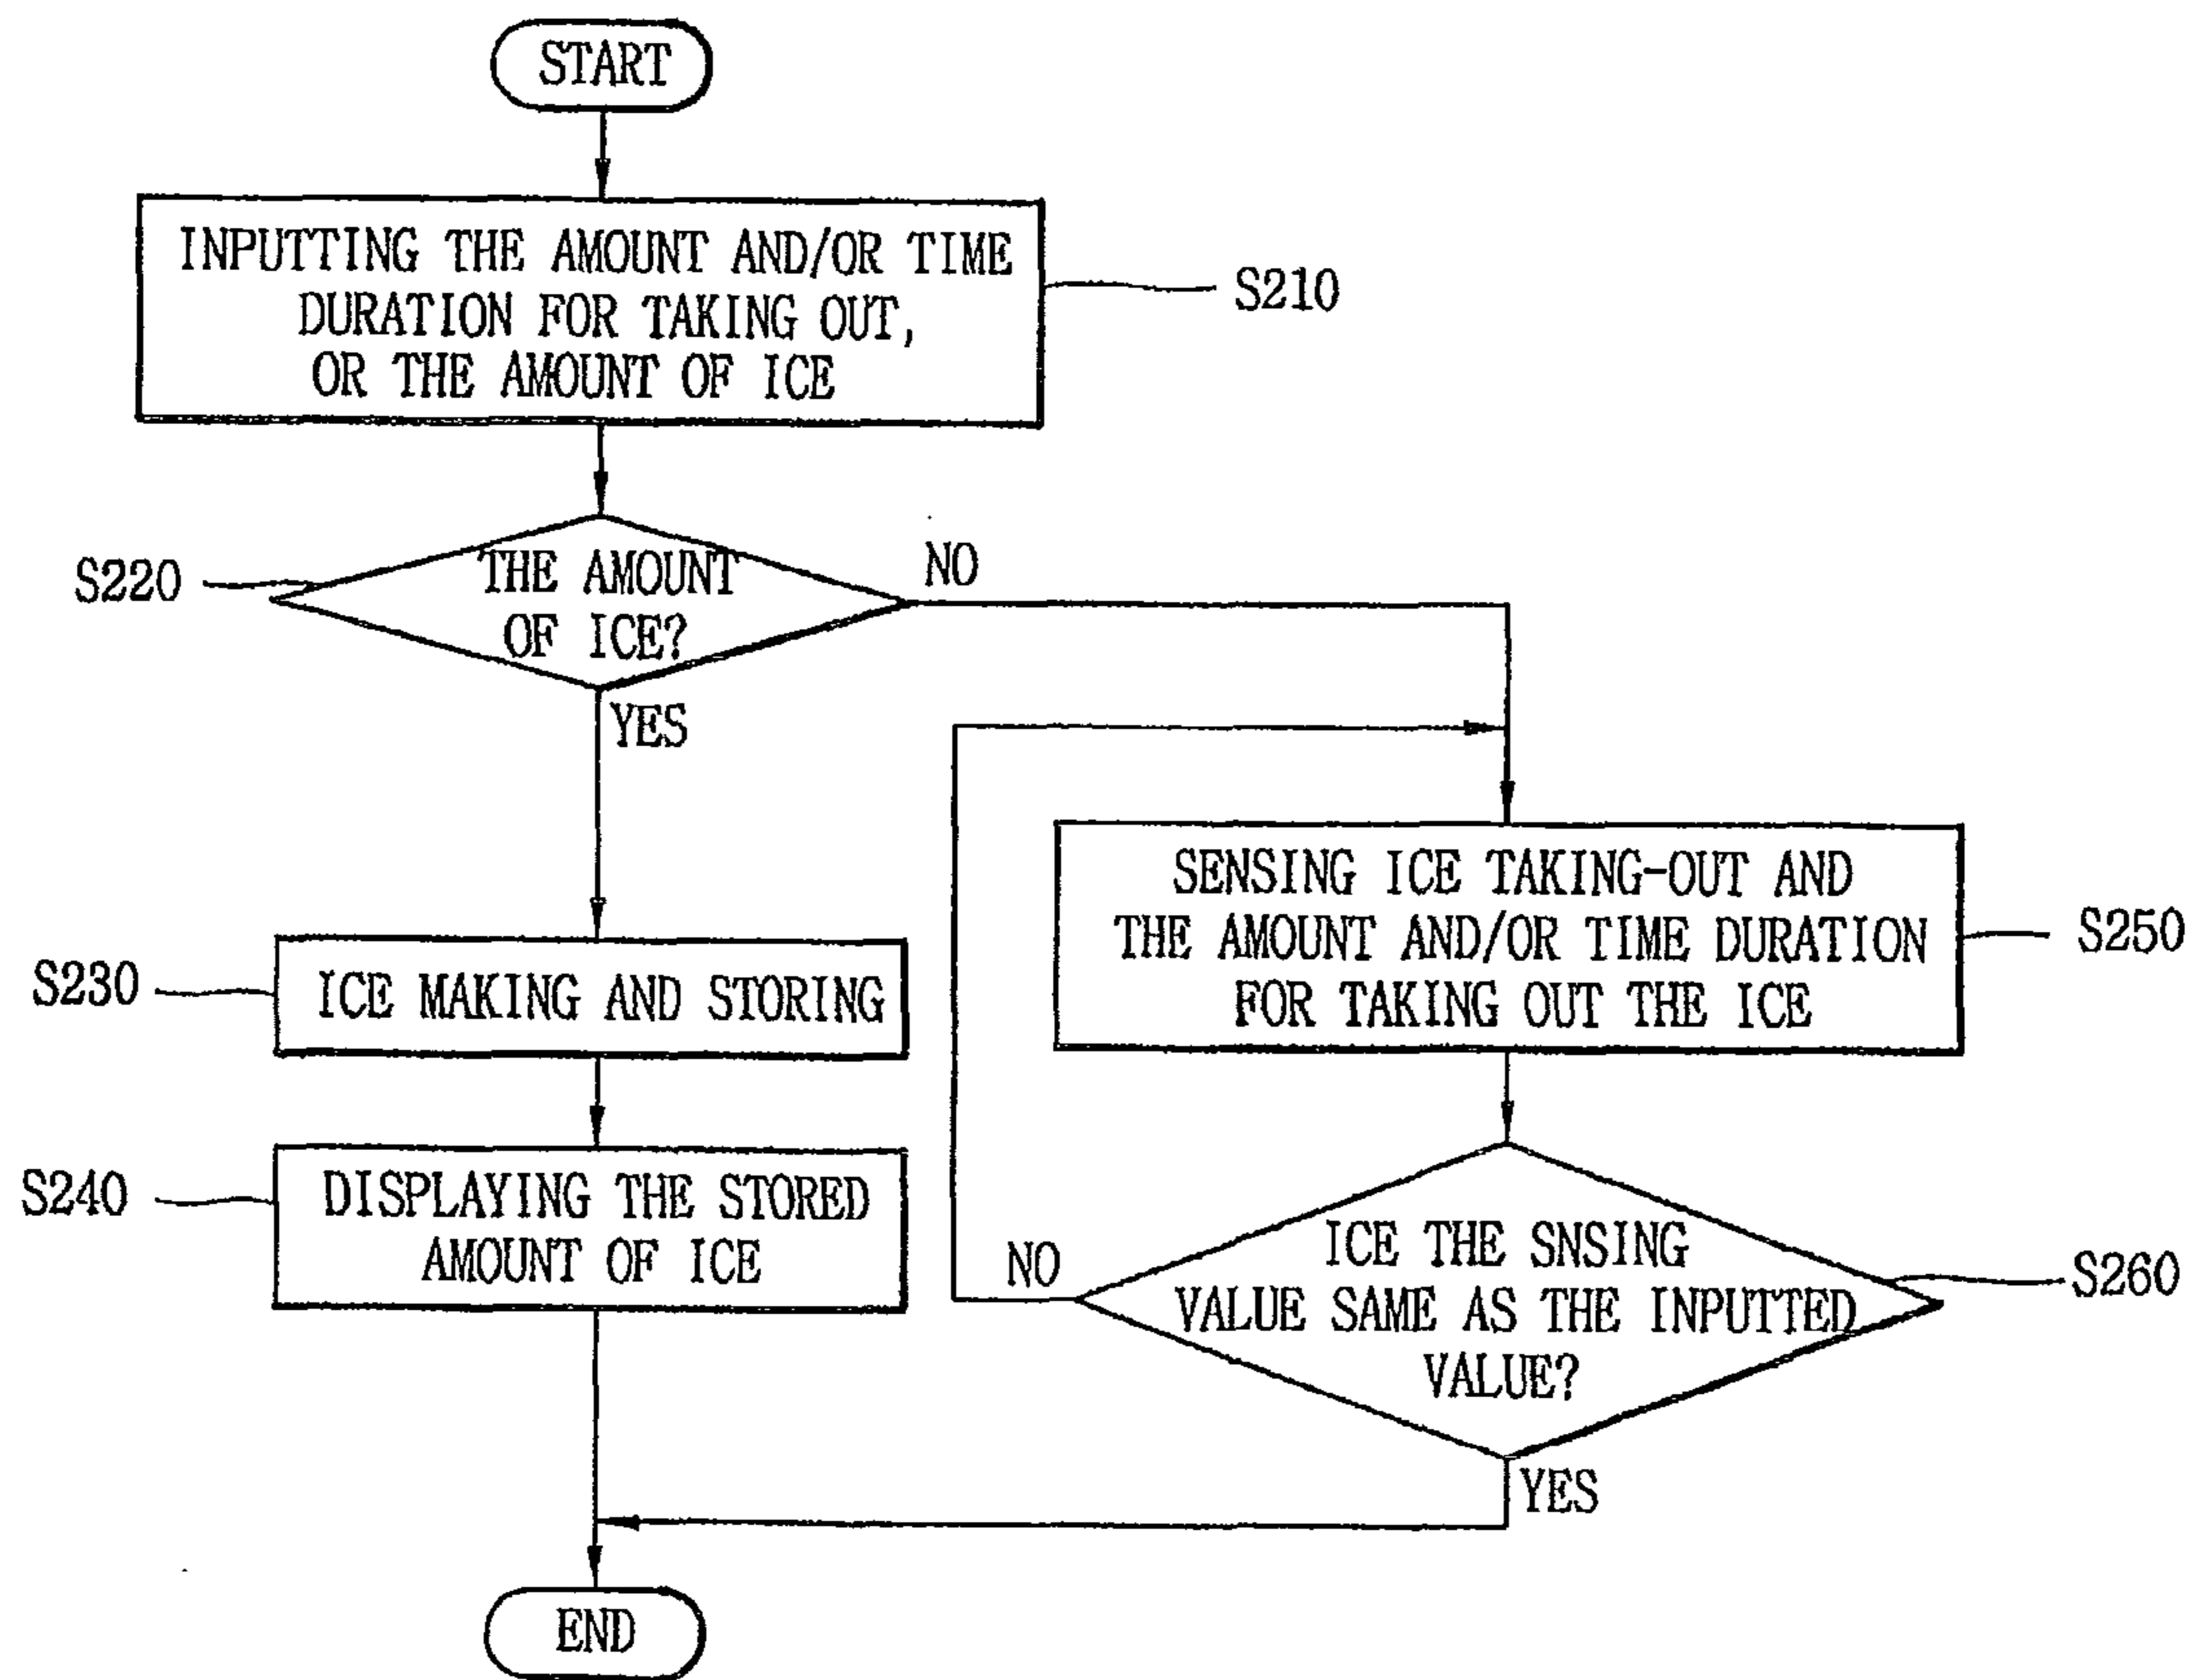 START
INPUTTING THE AMOUNT AND/OR TIME
DURATION FOR TAKING OUT,
OR THE AMOUNT OF ICE
S210
S220
THE AMOUNT
OF ICE?
NO
YES
S230
ICE MAKING AND STORING
S240
DISPLAYING THE STORED
AMOUNT OF ICE
SENSING ICE TAKING-OUT AND
THE AMOUNT AND/OR TIME DURATION
FOR TAKING OUT THE ICE
S250
NO
ICE THE SNSING
VALUE SAME AS THE INPUTTED
VALUE?
S260
YES
END